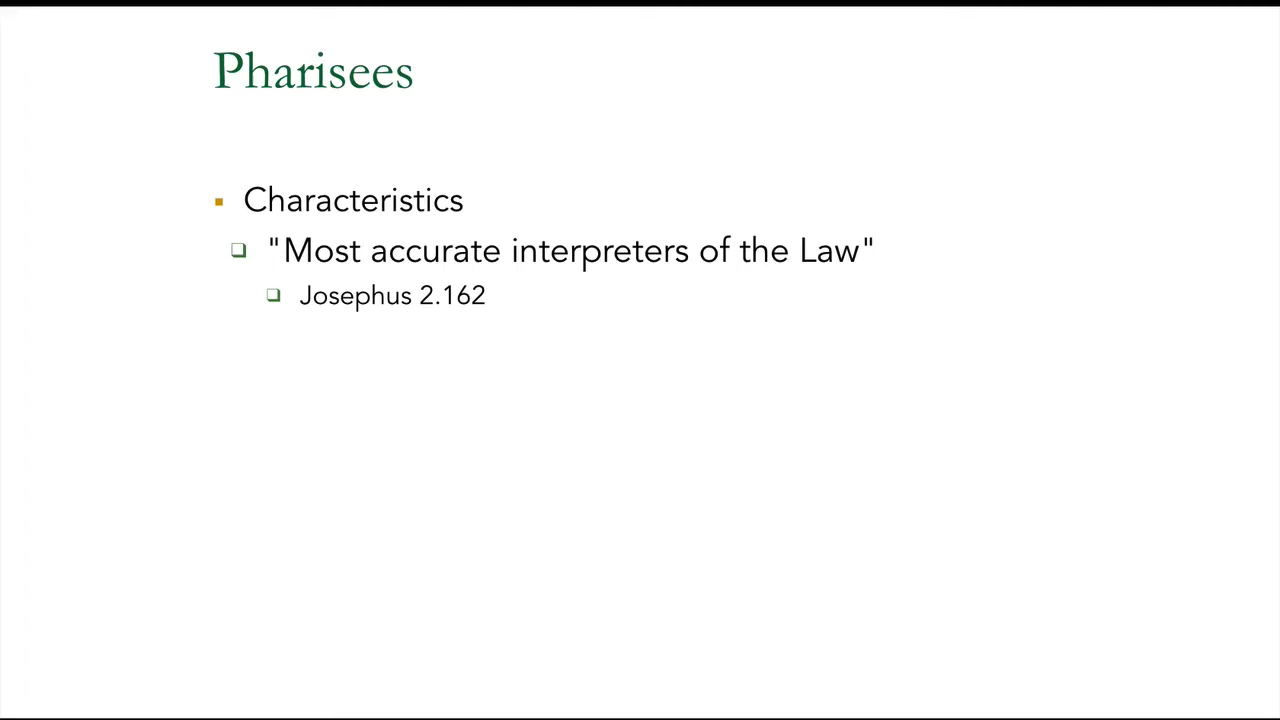 Pharisees
Characteristics
"Most accurate interpreters of the Law"
Josephus 2.162